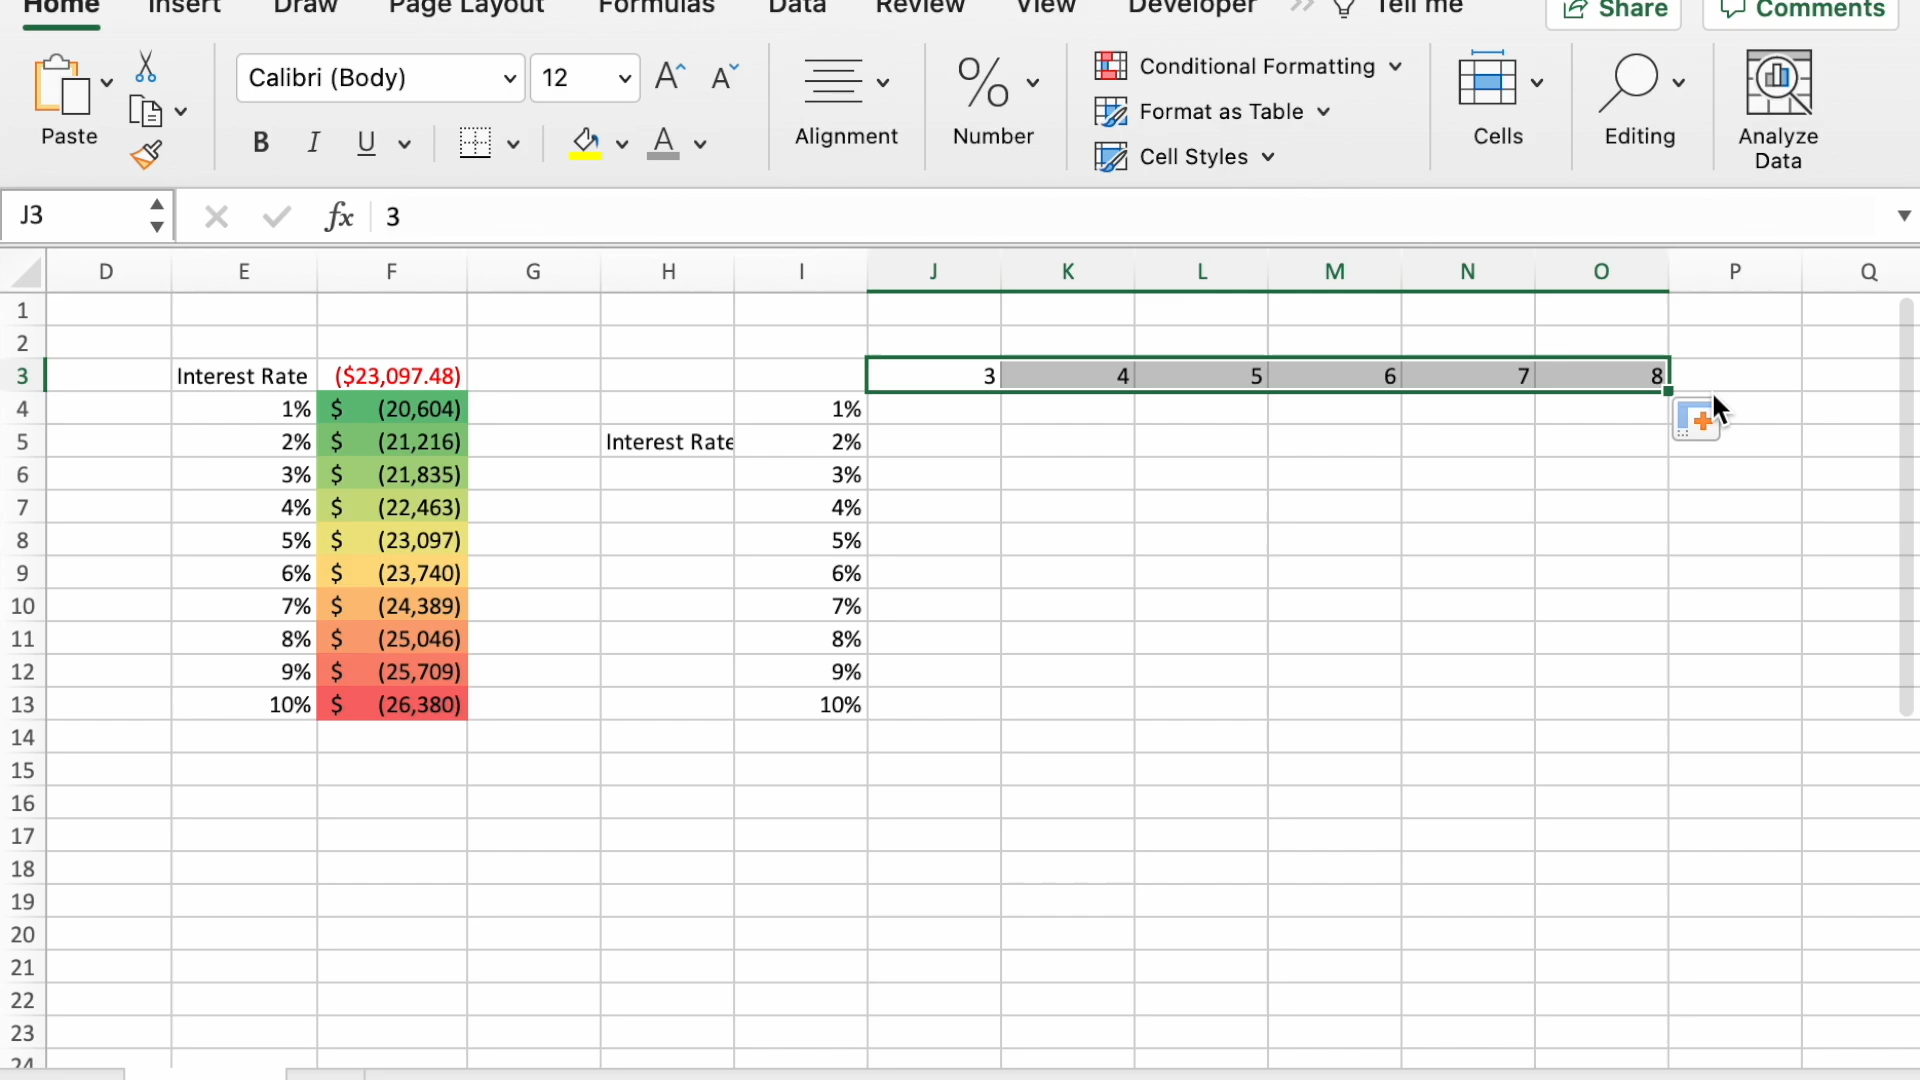 Home Insert Draw Page Layout Formulas Data Review View Developer >> Tell me Share Comments
Calibri (Body) 12 Conditional Formatting
Format as Table
Paste B I U A Alignment Number Cell Styles Cells Editing Analyze Data
J3 fx 3
D E F G H I J K L M N O P Q
1
2
3 Interest Rate ($23,097.48) 3 4 5 6 7 8
4 1% $ (20,604) 1%
5 2% $ (21,216) Interest Rate 2%
6 3% $ (21,835) 3%
7 4% $ (22,463) 4%
8 5% $ (23,097) 5%
9 6% $ (23,740) 6%
10 7% $ (24,389) 7%
11 8% $ (25,046) 8%
12 9% $ (25,709) 9%
13 10% $ (26,380) 10%
14
15
16
17
18
19
20
21
22
23
24